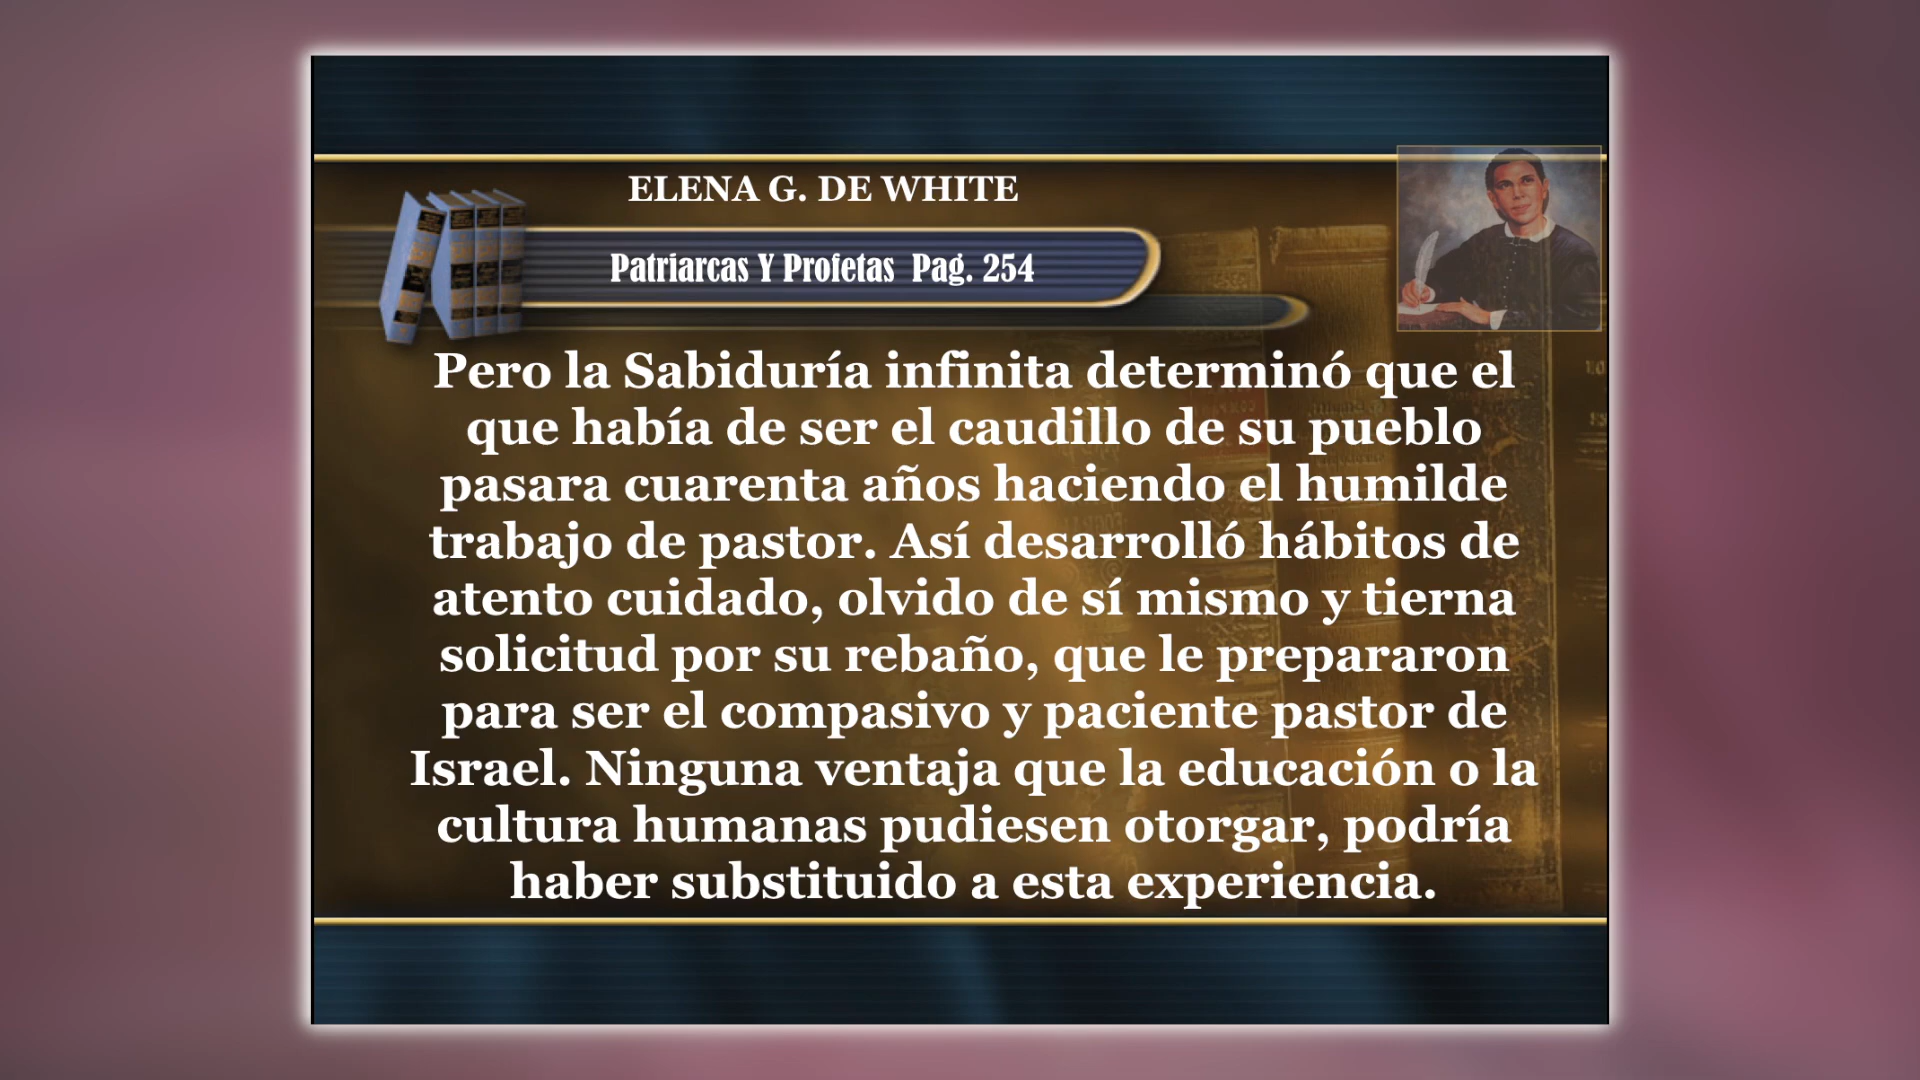 ELENA G. DE WHITE
Patriarcas Y Profetas Pag. 254
Pero la Sabiduría infinita determinó que el
que había de ser el caudillo de su pueblo
pasara cuarenta años haciendo el humilde
trabajo de pastor. Así desarrolló hábitos de
atento cuidado, olvido de sí mismo y tierna
solicitud por su rebaño, que le prepararon
para ser el compasivo y paciente pastor de
Israel. Ninguna ventaja que la educación o la
cultura humanas pudiesen otorgar, podría
haber substituido a esta experiencia.